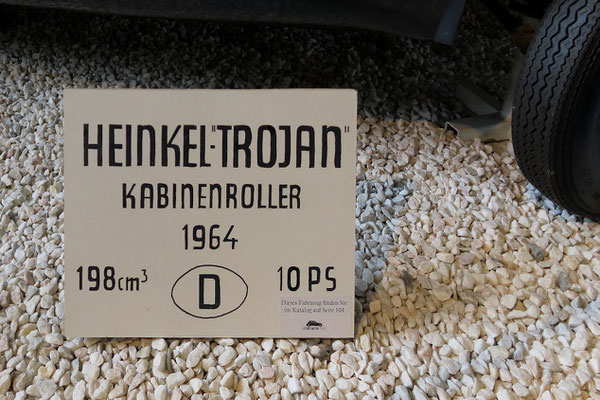 HEINKEL-"TROJAN"
KABINENROLLER
1964
198cm³ D 10 PS
Dieses Fahrzeug finden Sie
im Katalog auf Seite 104